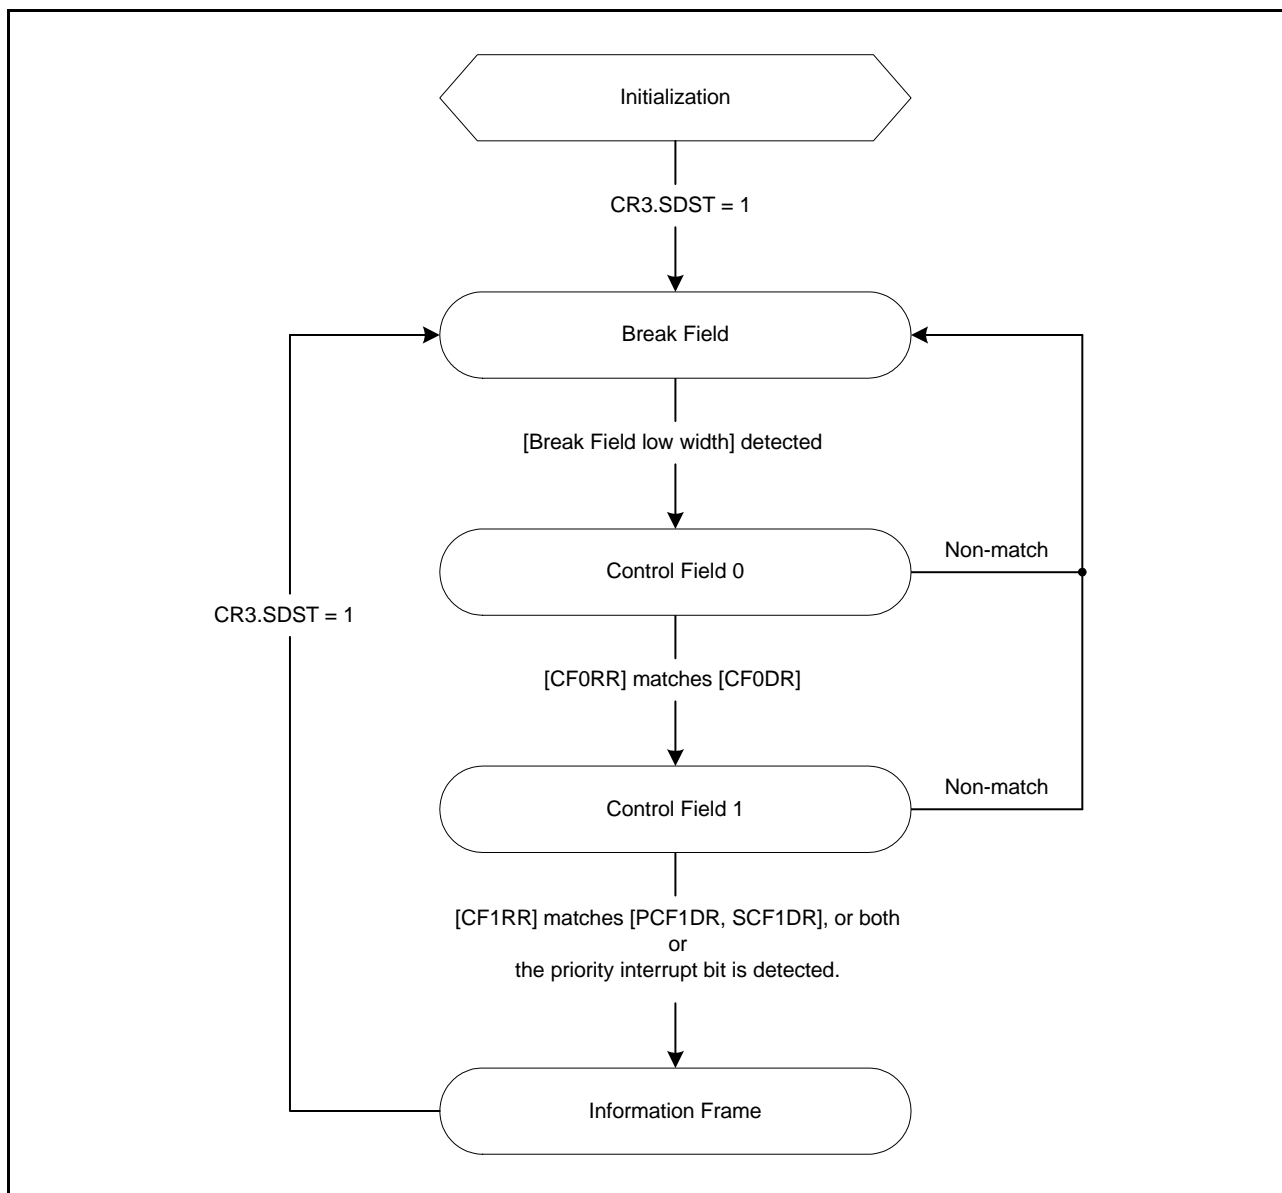 Initialization
CR3.SDST = 1
Break Field
[Break Field low width] detected
Control Field 0
Non-match
CR3.SDST = 1
[CF0RR] matches [CF0DR]
Control Field 1
Non-match
[CF1RR] matches [PCF1DR, SCF1DR], or both
or
the priority interrupt bit is detected.
Information Frame